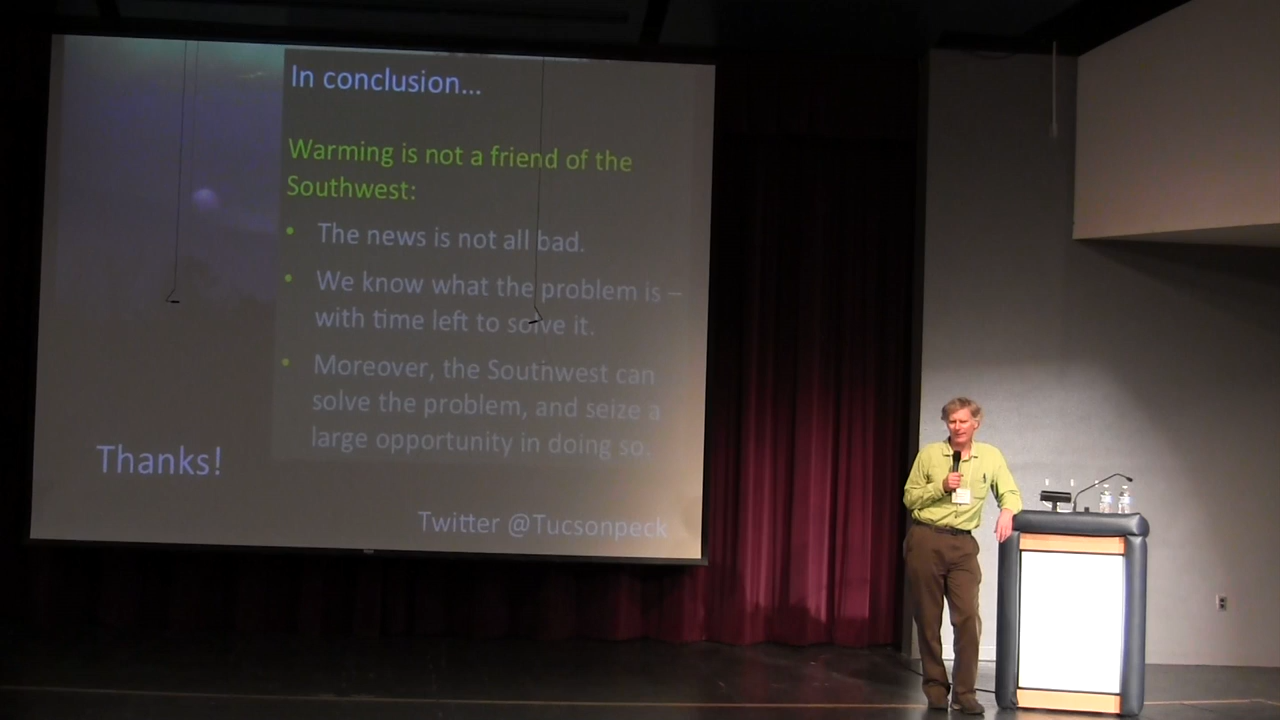 In conclusion...
Warming is not a friend of the
Southwest:
• The news is not all bad.
• We know what the problem is –
with time left to solve it.
• Moreover, the Southwest can
solve the problem, and seize a
large opportunity in doing so.
Thanks!
Twitter @Tucsonpeck